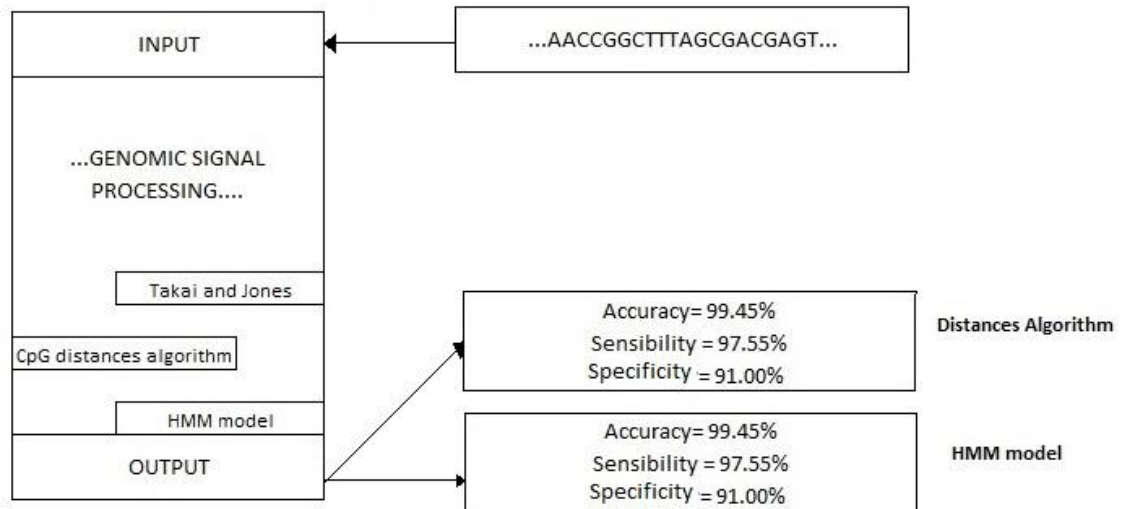 INPUT
...AACCGGCTTTAGCGACGAGT...
...GENOMIC SIGNAL
PROCESSING....
Takai and Jones
CpG distances algorithm
HMM model
OUTPUT
Accuracy= 99.45%
Sensibility = 97.55%
Specificity = 91.00%
Distances Algorithm
Accuracy= 99.45%
Sensibility = 97.55%
Specificity = 91.00%
HMM model